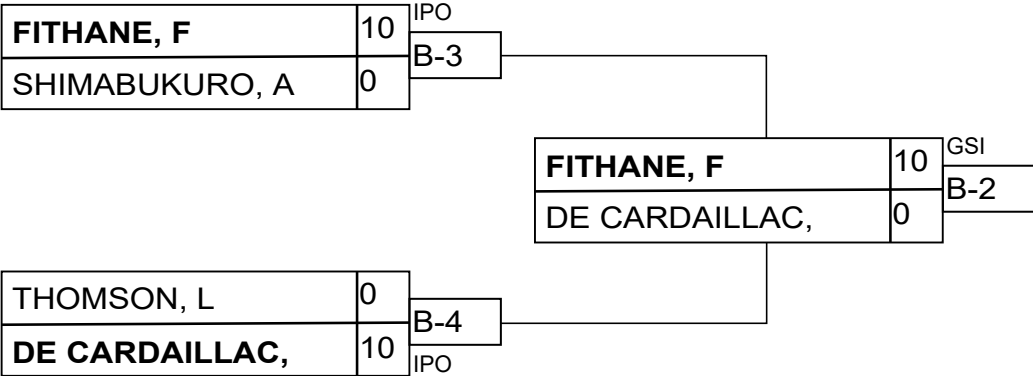 FITHANE, F 10 IPO
B-3
SHIMABUKURO, A 0
FITHANE, F 10 GSI
B-2
DE CARDAILLAC, 0
THOMSON, L 0
B-4
DE CARDAILLAC, 10 IPO